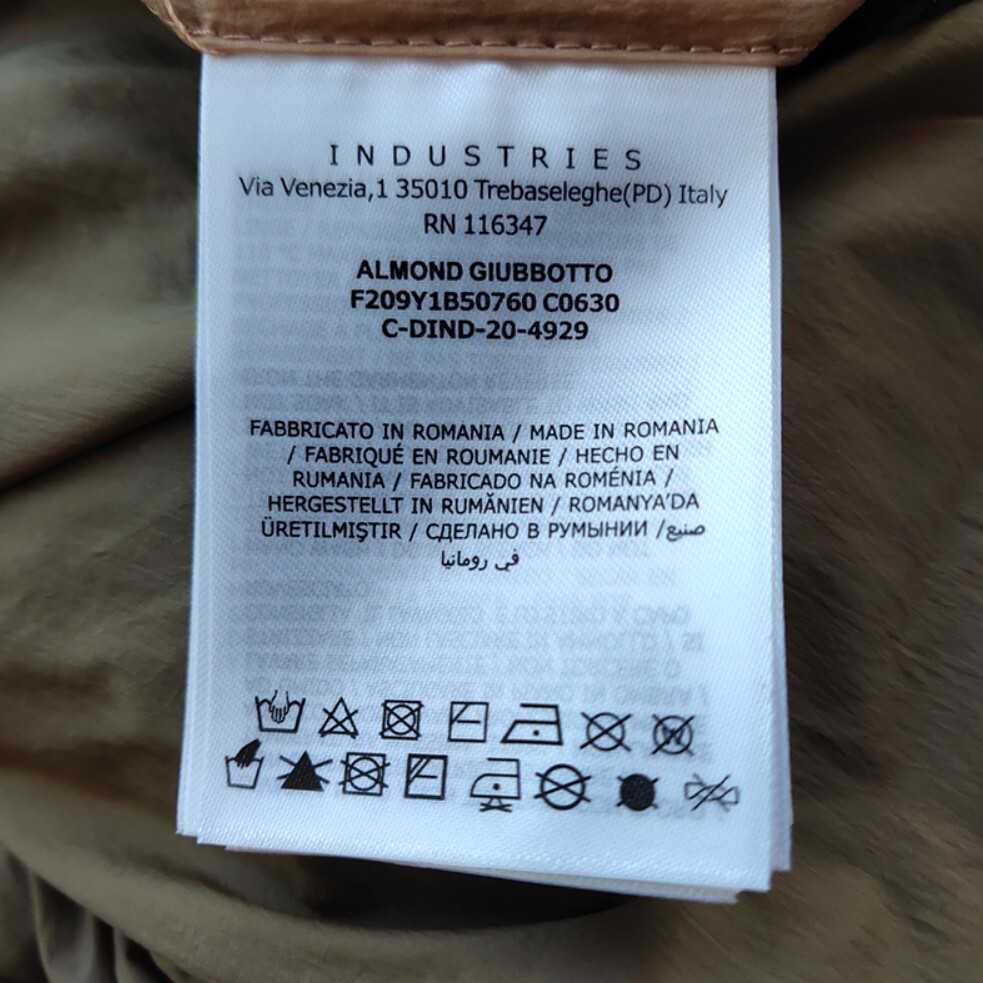 INDUSTRIES
Via Venezia,1 35010 Trebaseleghe(PD) Italy
RN 116347
ALMOND GIUBBOTTO
F209Y1B50760 C0630
C-DIND-20-4929
FABBRICATO IN ROMANIA / MADE IN ROMANIA
/ FABRIQUÉ EN ROUMANIE / HECHO EN
RUMANIA / FABRICADO NA ROMÉNIA /
HERGESTELLT IN RUMÄNIEN / ROMANYA'DA
ÜRETILMIŞTIR / СДЕЛАНО В РУМЫНИИ / صنيع
في رومانيا